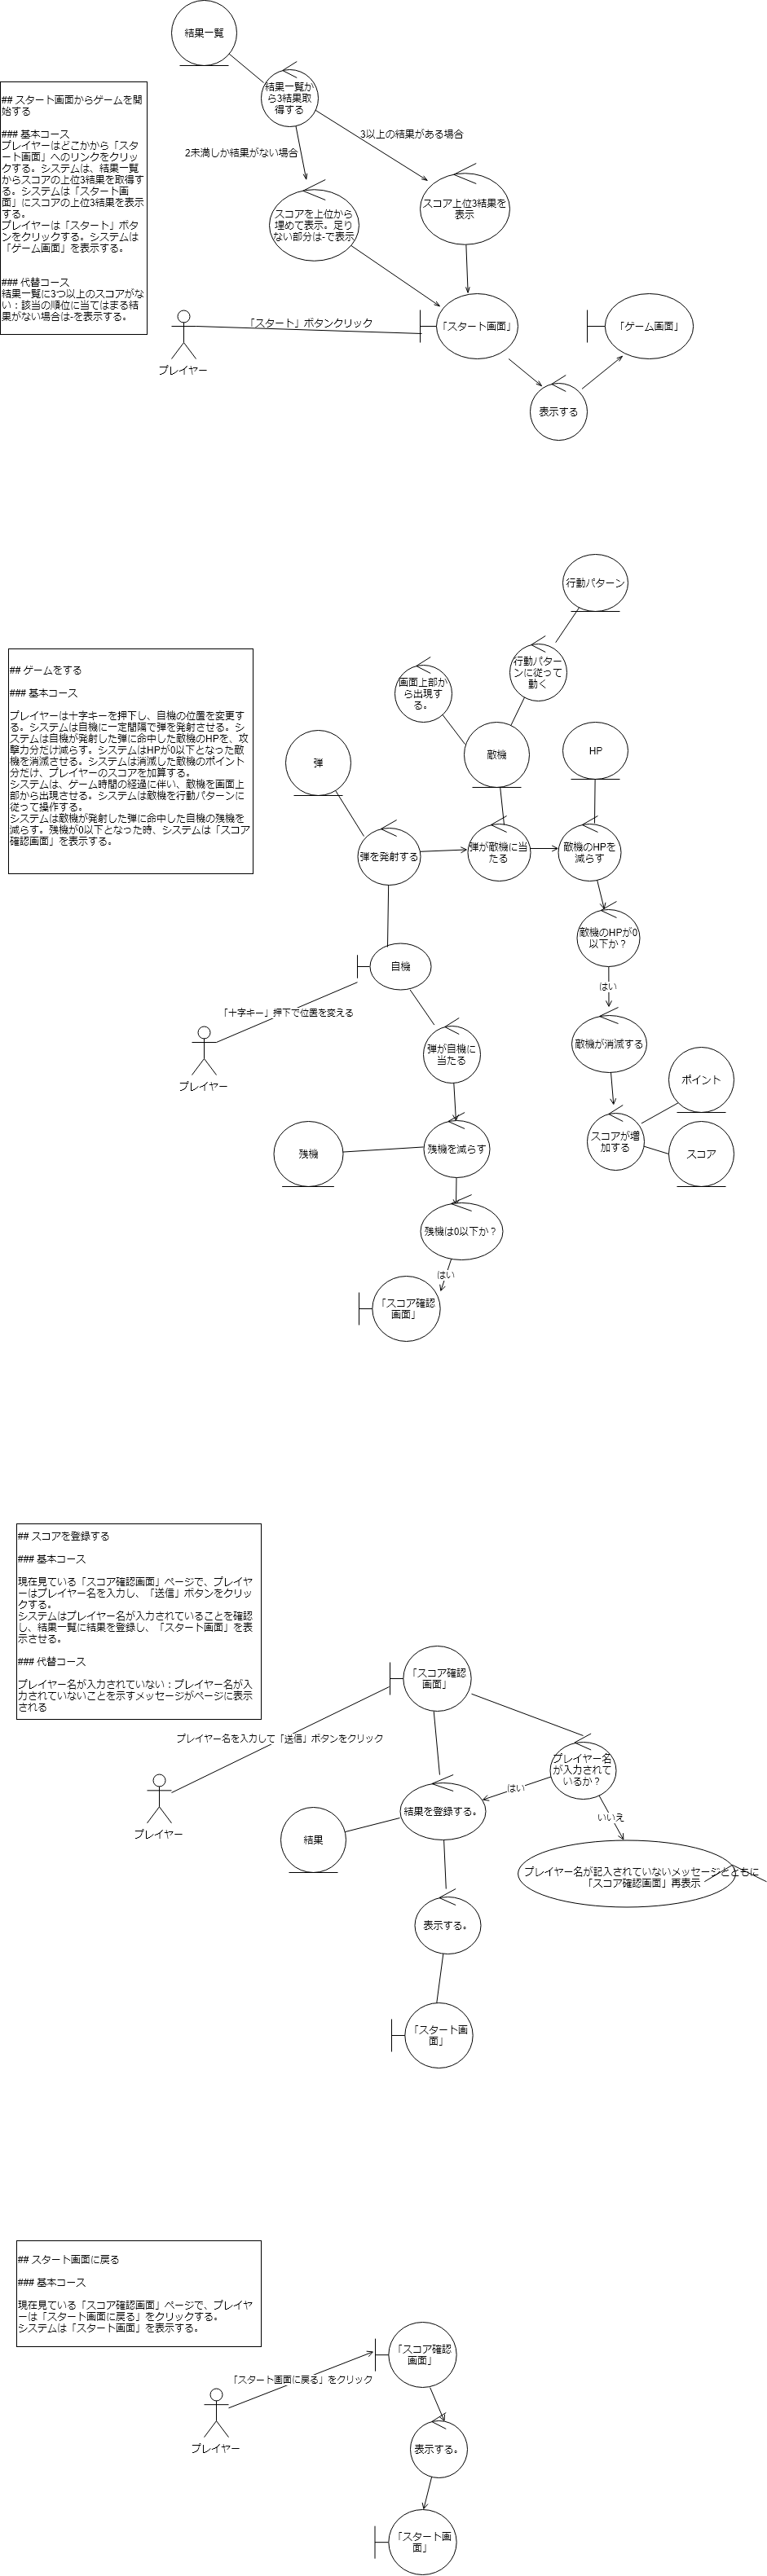 結果一覧
結果一覧か
ら3結果取
得する
## スタート画面からゲームを開
始する
### 基本コース
プレイヤーはどこかから「スタ
ート画面」へのリンクをクリッ
クする。システムは、結果一覧
からスコアの上位3結果を取得す
る。システムは「スタート画
面」にスコアの上位3結果を表示
する。
プレイヤーは「スタート」ボタ
ンをクリックする。システムは
「ゲーム画面」を表示する。
### 代替コース
結果一覧に3つ以上のスコアがな
い：該当の順位に当てはまる結
果がない場合は-を表示する。
2未満しか結果がない場合
3以上の結果がある場合
スコアを上位から
埋めて表示。足り
ない部分は-で表示
スコア上位3結果を
表示
「スタート」ボタンクリック
「スタート画面」
「ゲーム画面」
プレイヤー
表示する
行動パターン
行動パター
ンに従って
動く
画面上部か
ら出現す
る。
敵機
HP
弾
## ゲームをする
### 基本コース
プレイヤーは十字キーを押下し、自機の位置を変更す
る。システムは自機に一定間隔で弾を発射させる。シ
ステムは自機が発射した弾に命中した敵機のHPを、攻
撃力分だけ減らす。システムはHPが0以下となった敵
機を消滅させる。システムは消滅した敵機のポイント
分だけ、プレイヤーのスコアを加算する。
システムは、ゲーム時間の経過に伴い、敵機を画面上
部から出現させる。システムは敵機を行動パターンに
従って操作する。
システムは敵機が発射した弾に命中した自機の残機を
減らす。残機が0以下となった時、システムは「スコア
確認画面」を表示する。
弾を発射する
弾が敵機に当
たる
敵機のHPを
減らす
敵機のHPが0
以下か？
はい
自機
「十字キー」押下で位置を変える
プレイヤー
弾が自機に
当たる
敵機が消滅する
ポイント
スコアが増
加する
スコア
残機
残機を減らす
残機は0以下か？
はい
「スコア確認
画面」
## スコアを登録する
### 基本コース
現在見ている「スコア確認画面」ページで、プレイヤ
ーはプレイヤー名を入力し、「送信」ボタンをクリッ
クする。
システムはプレイヤー名が入力されていることを確認
し、結果一覧に結果を登録し、「スタート画面」を表
示させる。
### 代替コース
プレイヤー名が入力されていない：プレイヤー名が入
力されていないことを示すメッセージがページに表示
される
「スコア確認
画面」
プレイヤー名を入力して「送信」ボタンをクリック
プレイヤー名
が入力されて
いるか？
はい
いいえ
プレイヤー
結果
結果を登録する。
プレイヤー名が記入されていないメッセージとともに
「スコア確認画面」再表示
表示する。
「スタート画
面」
## スタート画面に戻る
### 基本コース
現在見ている「スコア確認画面」ページで、プレイヤ
ーは「スタート画面に戻る」をクリックする。
システムは「スタート画面」を表示する。
「スコア確認
画面」
「スタート画面に戻る」をクリック
プレイヤー
表示する。
「スタート画
面」